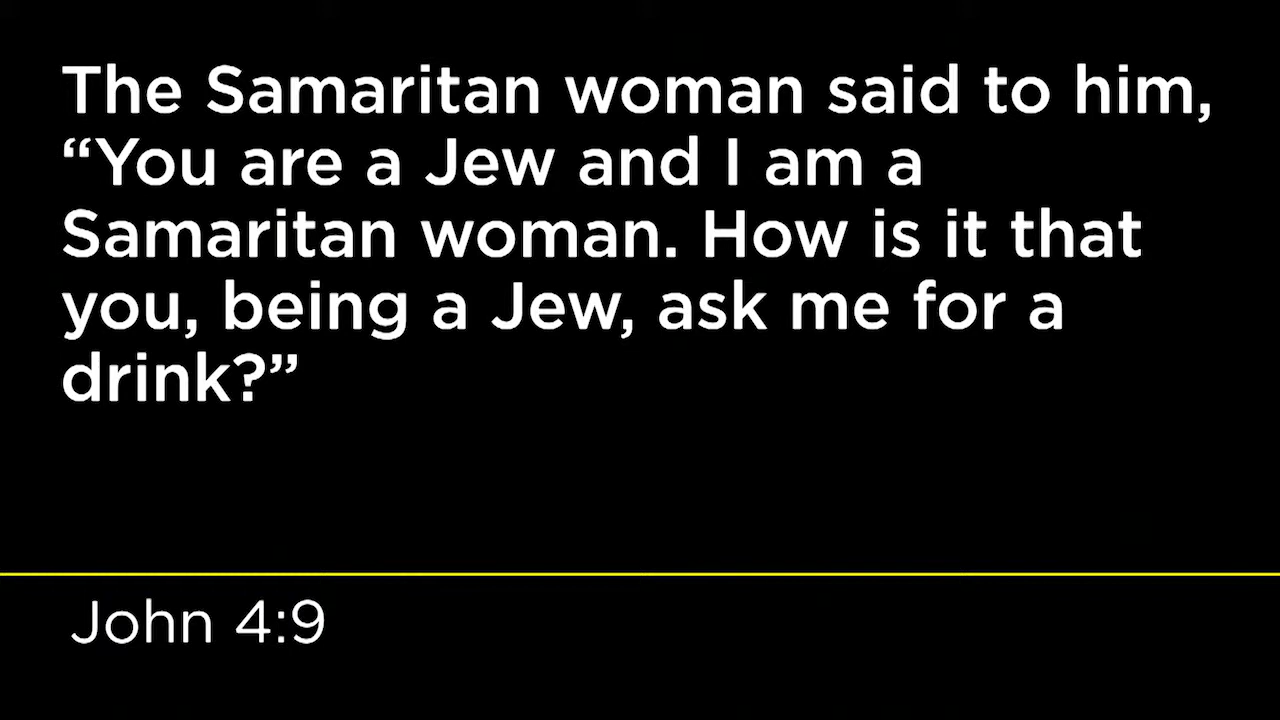 The Samaritan woman said to him,
“You are a Jew and I am a
Samaritan woman. How is it that
you, being a Jew, ask me for a
drink?”
John 4:9